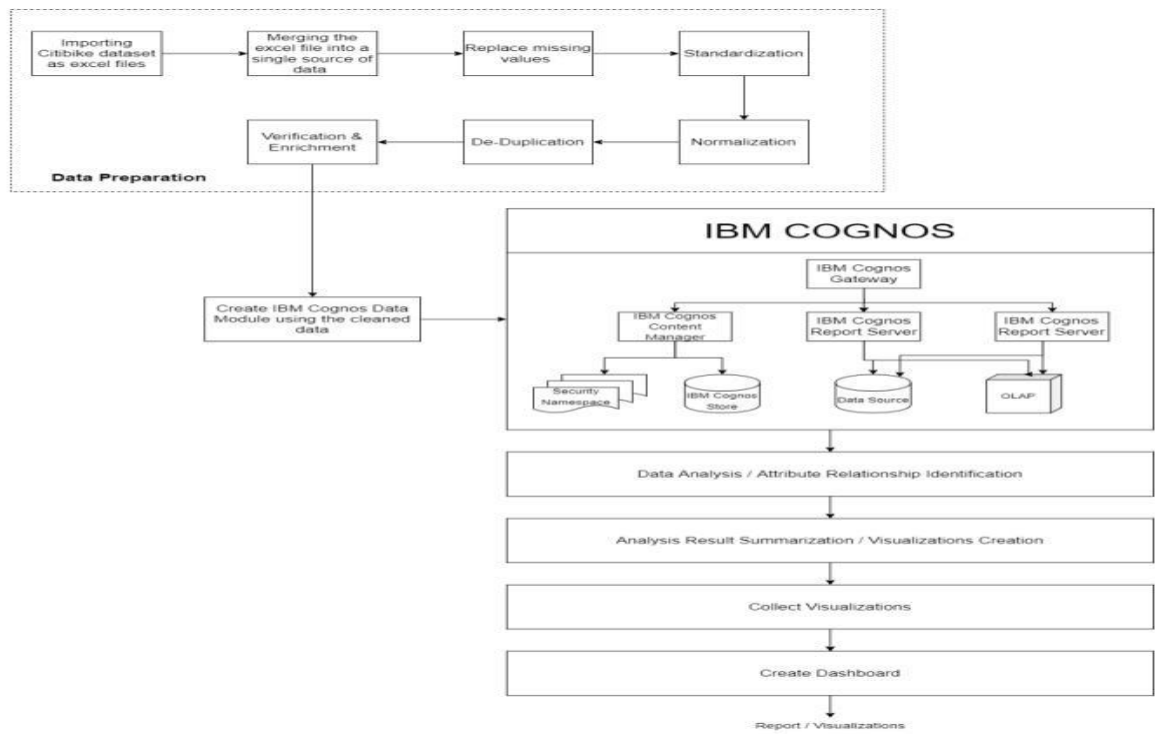 Importing
Citibike dataset
as excel files
Merging the
excel file into a
single source of
data
Replace missing
values
Standardization
Verification &
Enrichment
De-Duplication
Normalization
Data Preparation
IBM COGNOS
IBM Cognos
Gateway
Create IBM Cognos Data
Module using the cleaned
data
IBM Cognos
Content
Manager
IBM Cognos
Report Server
IBM Cognos
Report Server
Security
Namespace
IBM Cognos
Store
Data Source
OLAP
Data Analysis / Attribute Relationship Identification
Analysis Result Summarization / Visualizations Creation
Collect Visualizations
Create Dashboard
Report / Visualizations